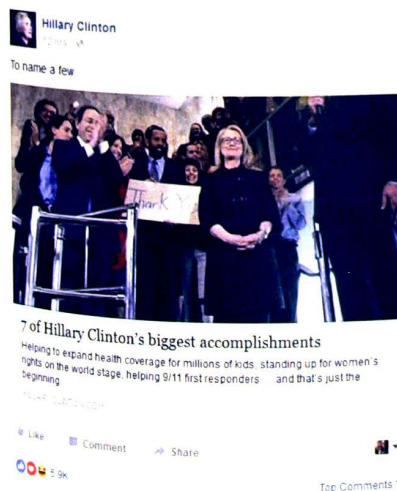 Hillary Clinton
To name a few
Thank Y
7 of Hillary Clinton's biggest accomplishments
Helping to expand health coverage for millions of kids, standing up for women's
rights on the world stage, helping 9/11 first responders and that's just the
beginning
Like Comment Share
5.9K
Top Comments